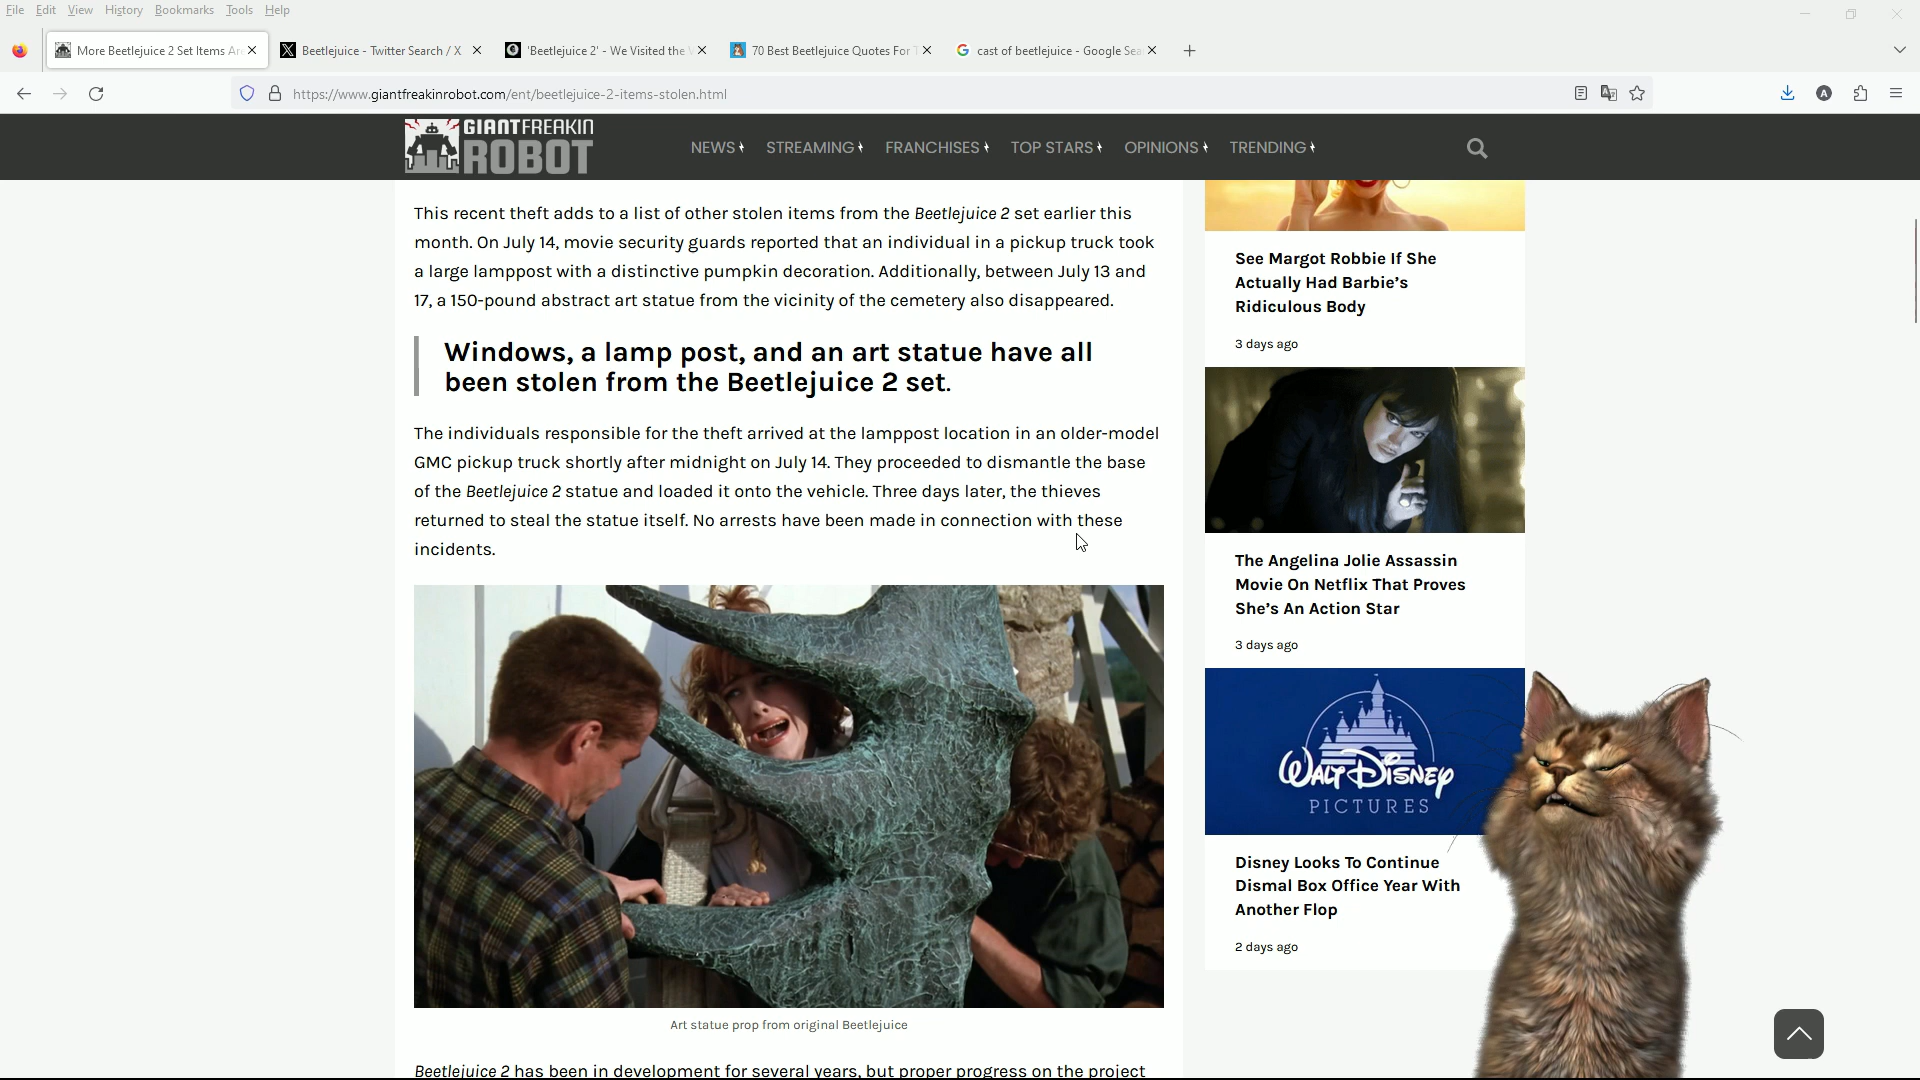 File Edit View History Bookmarks Tools Help
More Beetlejuice 2 Set Items Ar
Beetlejuice - Twitter Search / X
'Beetlejuice 2' - We Visited the
70 Best Beetlejuice Quotes For
cast of beetlejuice - Google Sea
https://www.giantfreakinrobot.com/ent/beetlejuice-2-items-stolen.html
A
GIANT FREAKIN
ROBOT
NEWS STREAMING FRANCHISES TOP STARS OPINIONS TRENDING
This recent theft adds to a list of other stolen items from the Beetlejuice 2 set earlier this
month. On July 14, movie security guards reported that an individual in a pickup truck took
a large lamppost with a distinctive pumpkin decoration. Additionally, between July 13 and
17, a 150-pound abstract art statue from the vicinity of the cemetery also disappeared.
Windows, a lamp post, and an art statue have all
been stolen from the Beetlejuice 2 set.
The individuals responsible for the theft arrived at the lamppost location in an older-model
GMC pickup truck shortly after midnight on July 14. They proceeded to dismantle the base
of the Beetlejuice 2 statue and loaded it onto the vehicle. Three days later, the thieves
returned to steal the statue itself. No arrests have been made in connection with these
incidents.
Art statue prop from original Beetlejuice
Beetlejuice 2 has been in development for several years, but proper progress on the project
See Margot Robbie If She
Actually Had Barbie's
Ridiculous Body
3 days ago
The Angelina Jolie Assassin
Movie On Netflix That Proves
She's An Action Star
3 days ago
WALT DISNEY
PICTURES
Disney Looks To Continue
Dismal Box Office Year With
Another Flop
2 days ago